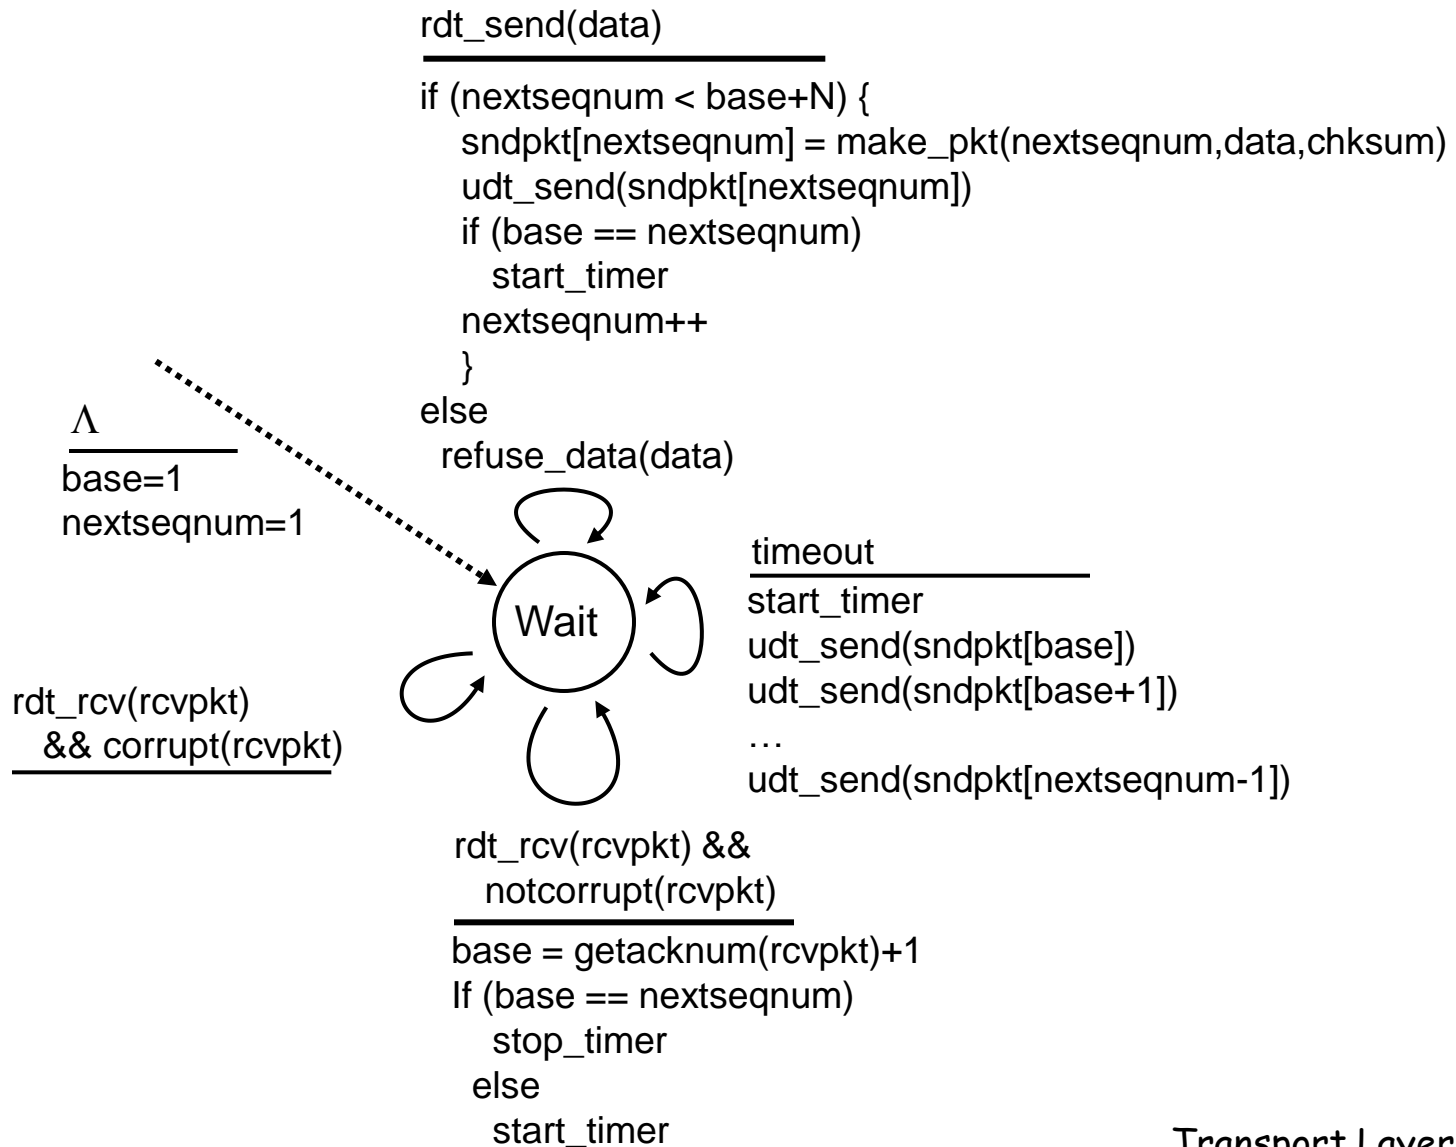 rdt_send(data)
if (nextseqnum < base+N) {
sndpkt[nextseqnum] = make_pkt(nextseqnum,data,chksum)
udt_send(sndpkt[nextseqnum])
if (base == nextseqnum)
start_timer
nextseqnum++
}
else
refuse_data(data)
Λ
base=1
nextseqnum=1
Wait
timeout
start_timer
udt_send(sndpkt[base])
udt_send(sndpkt[base+1])
…
udt_send(sndpkt[nextseqnum-1])
rdt_rcv(rcvpkt)
&& corrupt(rcvpkt)
rdt_rcv(rcvpkt) &&
notcorrupt(rcvpkt)
base = getacknum(rcvpkt)+1
If (base == nextseqnum)
stop_timer
else
start_timer
Transport Layer